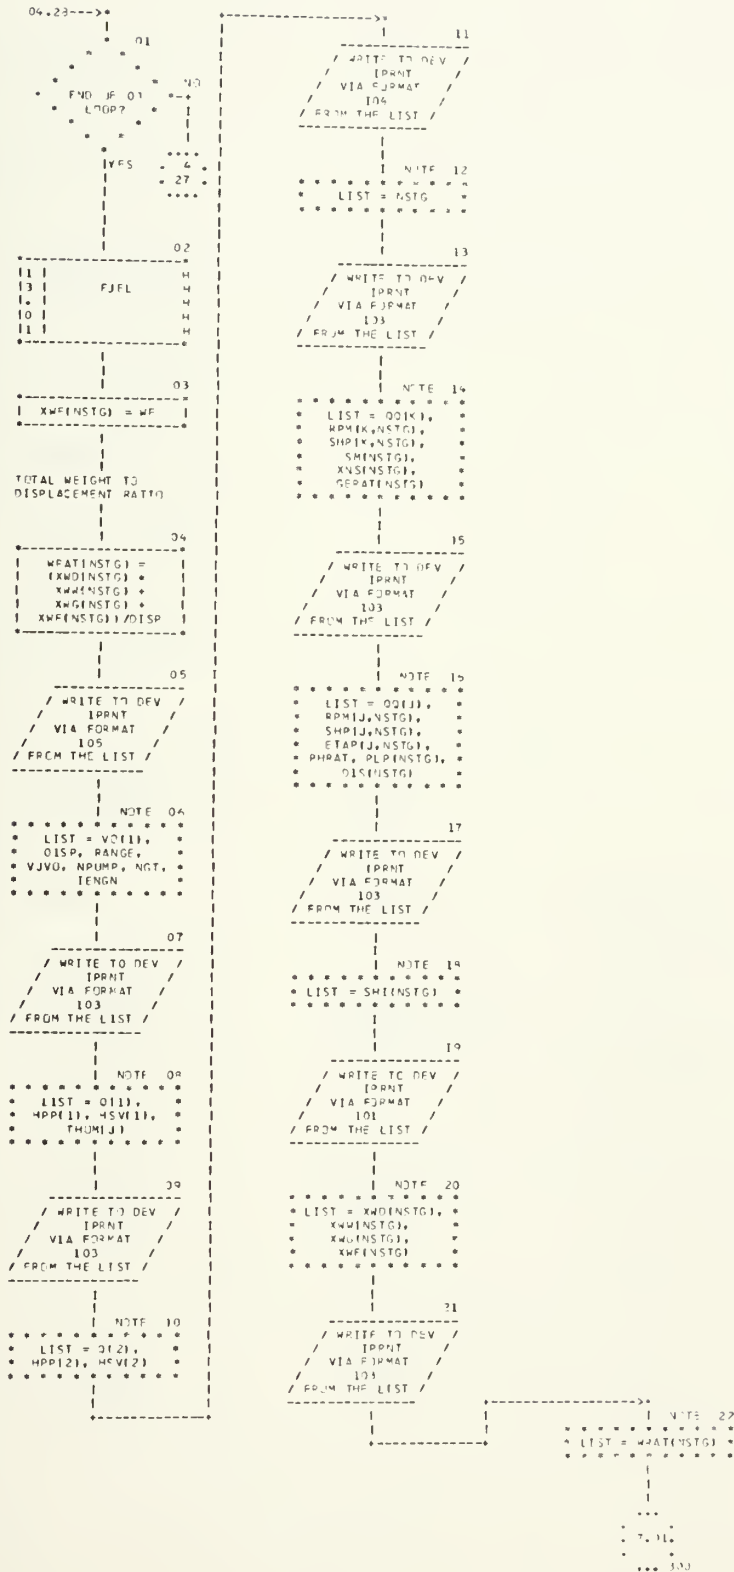 04.28--->*
01
END OF DO
LOOP?
NO
YES
4
27
02
1
3
.
0
1
FUEL
03
XWF(NSTG) = WF
TOTAL WEIGHT TO
DISPLACEMENT RATIO
04
(XWD(NSTG) +
XWW(NSTG) +
XWG(NSTG) +
XWF(NSTG))/DISP
05
/ WRITE TO DEV /
/ IPRNT /
/ VIA FORMAT /
/ 105 /
/ FROM THE LIST /
NOTE 06
LIST = VO(1),
DISP, RANGE,
VJVO, NPUMP, NGT,
IENGN
07
/ WRITE TO DEV /
/ IPRNT /
/ VIA FORMAT /
/ 103 /
/ FROM THE LIST /
NOTE 08
LIST = Q(1),
HPP(1), HSV(1),
THUM(J)
09
/ WRITE TO DEV /
/ IPRNT /
/ VIA FORMAT /
/ 103 /
/ FROM THE LIST /
NOTE 10
LIST = Q(2),
HPP(2), HSV(2)
11
/ WRITE TO DEV /
/ IPRNT /
/ VIA FORMAT /
/ FROM THE LIST /
NOTE 12
LIST = NSTG
13
/ WRITE TO DEV /
/ IPRNT /
/ VIA FORMAT /
/ 103 /
/ FROM THE LIST /
NOTE 14
LIST = QQ(K),
RPM(K,NSTG),
SHP(K,NSTG),
SM(NSTG),
XNS(NSTG),
GERAT(NSTG)
15
/ WRITE TO DEV /
/ IPRNT /
/ VIA FORMAT /
/ 103 /
/ FROM THE LIST /
NOTE 16
LIST = QQ(J),
RPM(J,NSTG),
SHP(J,NSTG),
ETAP(J,NSTG),
PHRAT, PLP(NSTG),
DIS(NSTG)
17
/ WRITE TO DEV /
/ IPRNT /
/ VIA FORMAT /
/ 103 /
/ FROM THE LIST /
NOTE 18
LIST = SMI(NSTG)
19
/ WRITE TO DEV /
/ IPRNT /
/ VIA FORMAT /
/ 101 /
/ FROM THE LIST /
NOTE 20
LIST = XWD(NSTG),
XWW(NSTG),
XWG(NSTG),
XWF(NSTG)
21
/ WRITE TO DEV /
/ IPRNT /
/ VIA FORMAT /
/ FROM THE LIST /
NOTE 22
LIST = WRAT(NSTG)
7.01